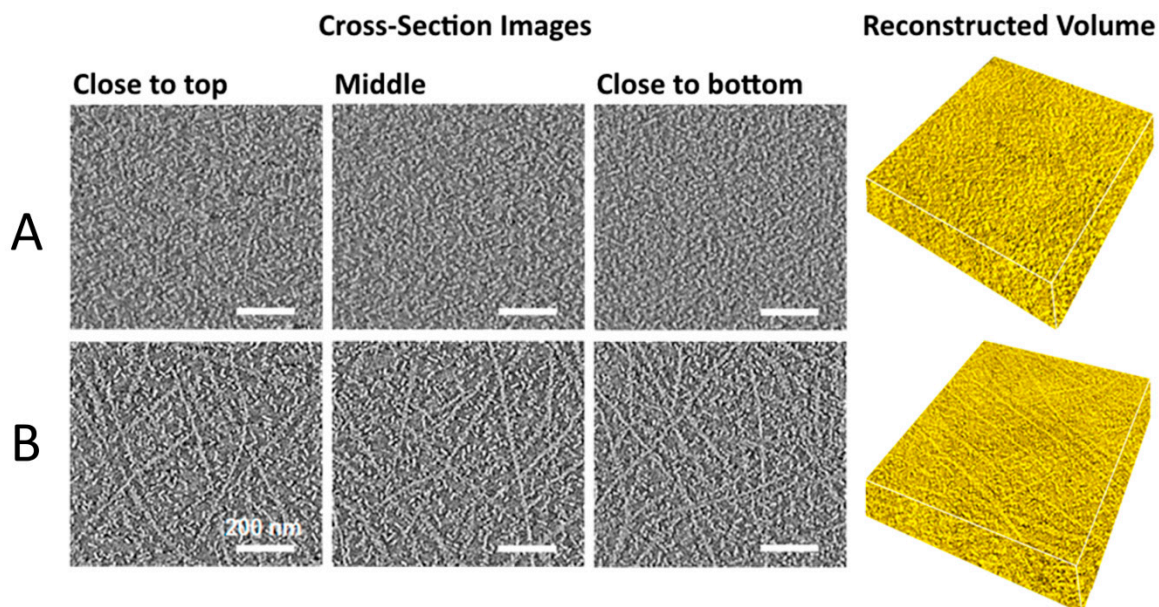 Cross-Section Images
Reconstructed Volume
Close to top
Middle
Close to bottom
A
B
200 nm